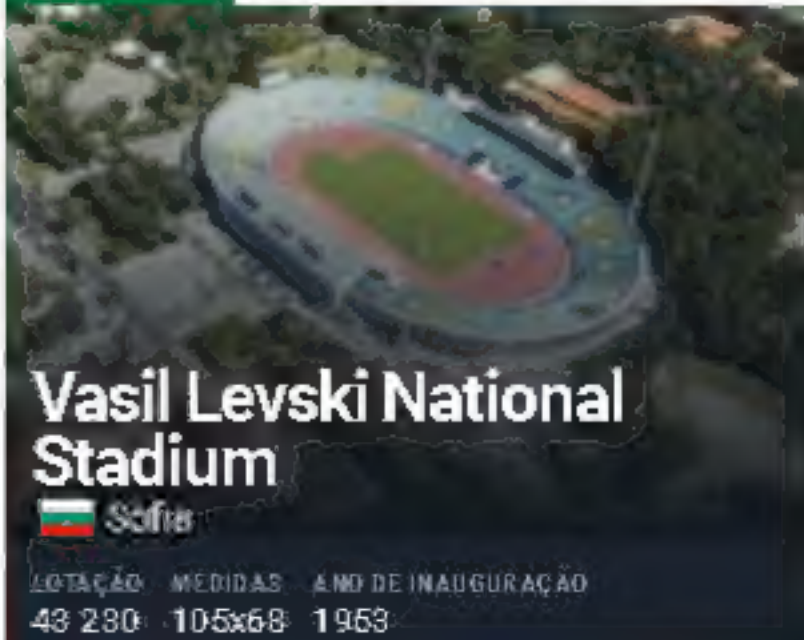 Vasil Levski National
Stadium
Sofia
LOTAÇÃO MEDIDAS ANO DE INAUGURAÇÃO
43 230 105x68 1953